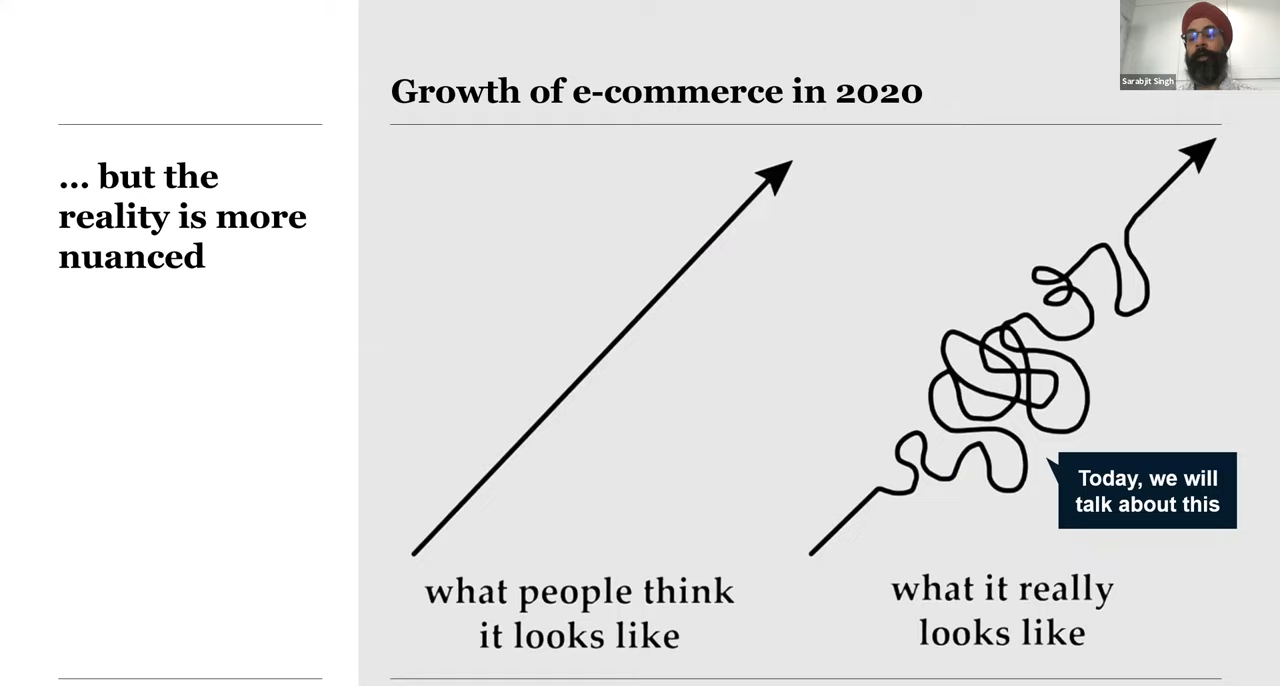 Sarabjit Singh
Growth of e-commerce in 2020
... but the
reality is more
nuanced
Today, we will
talk about this
what people think
it looks like
what it really
looks like